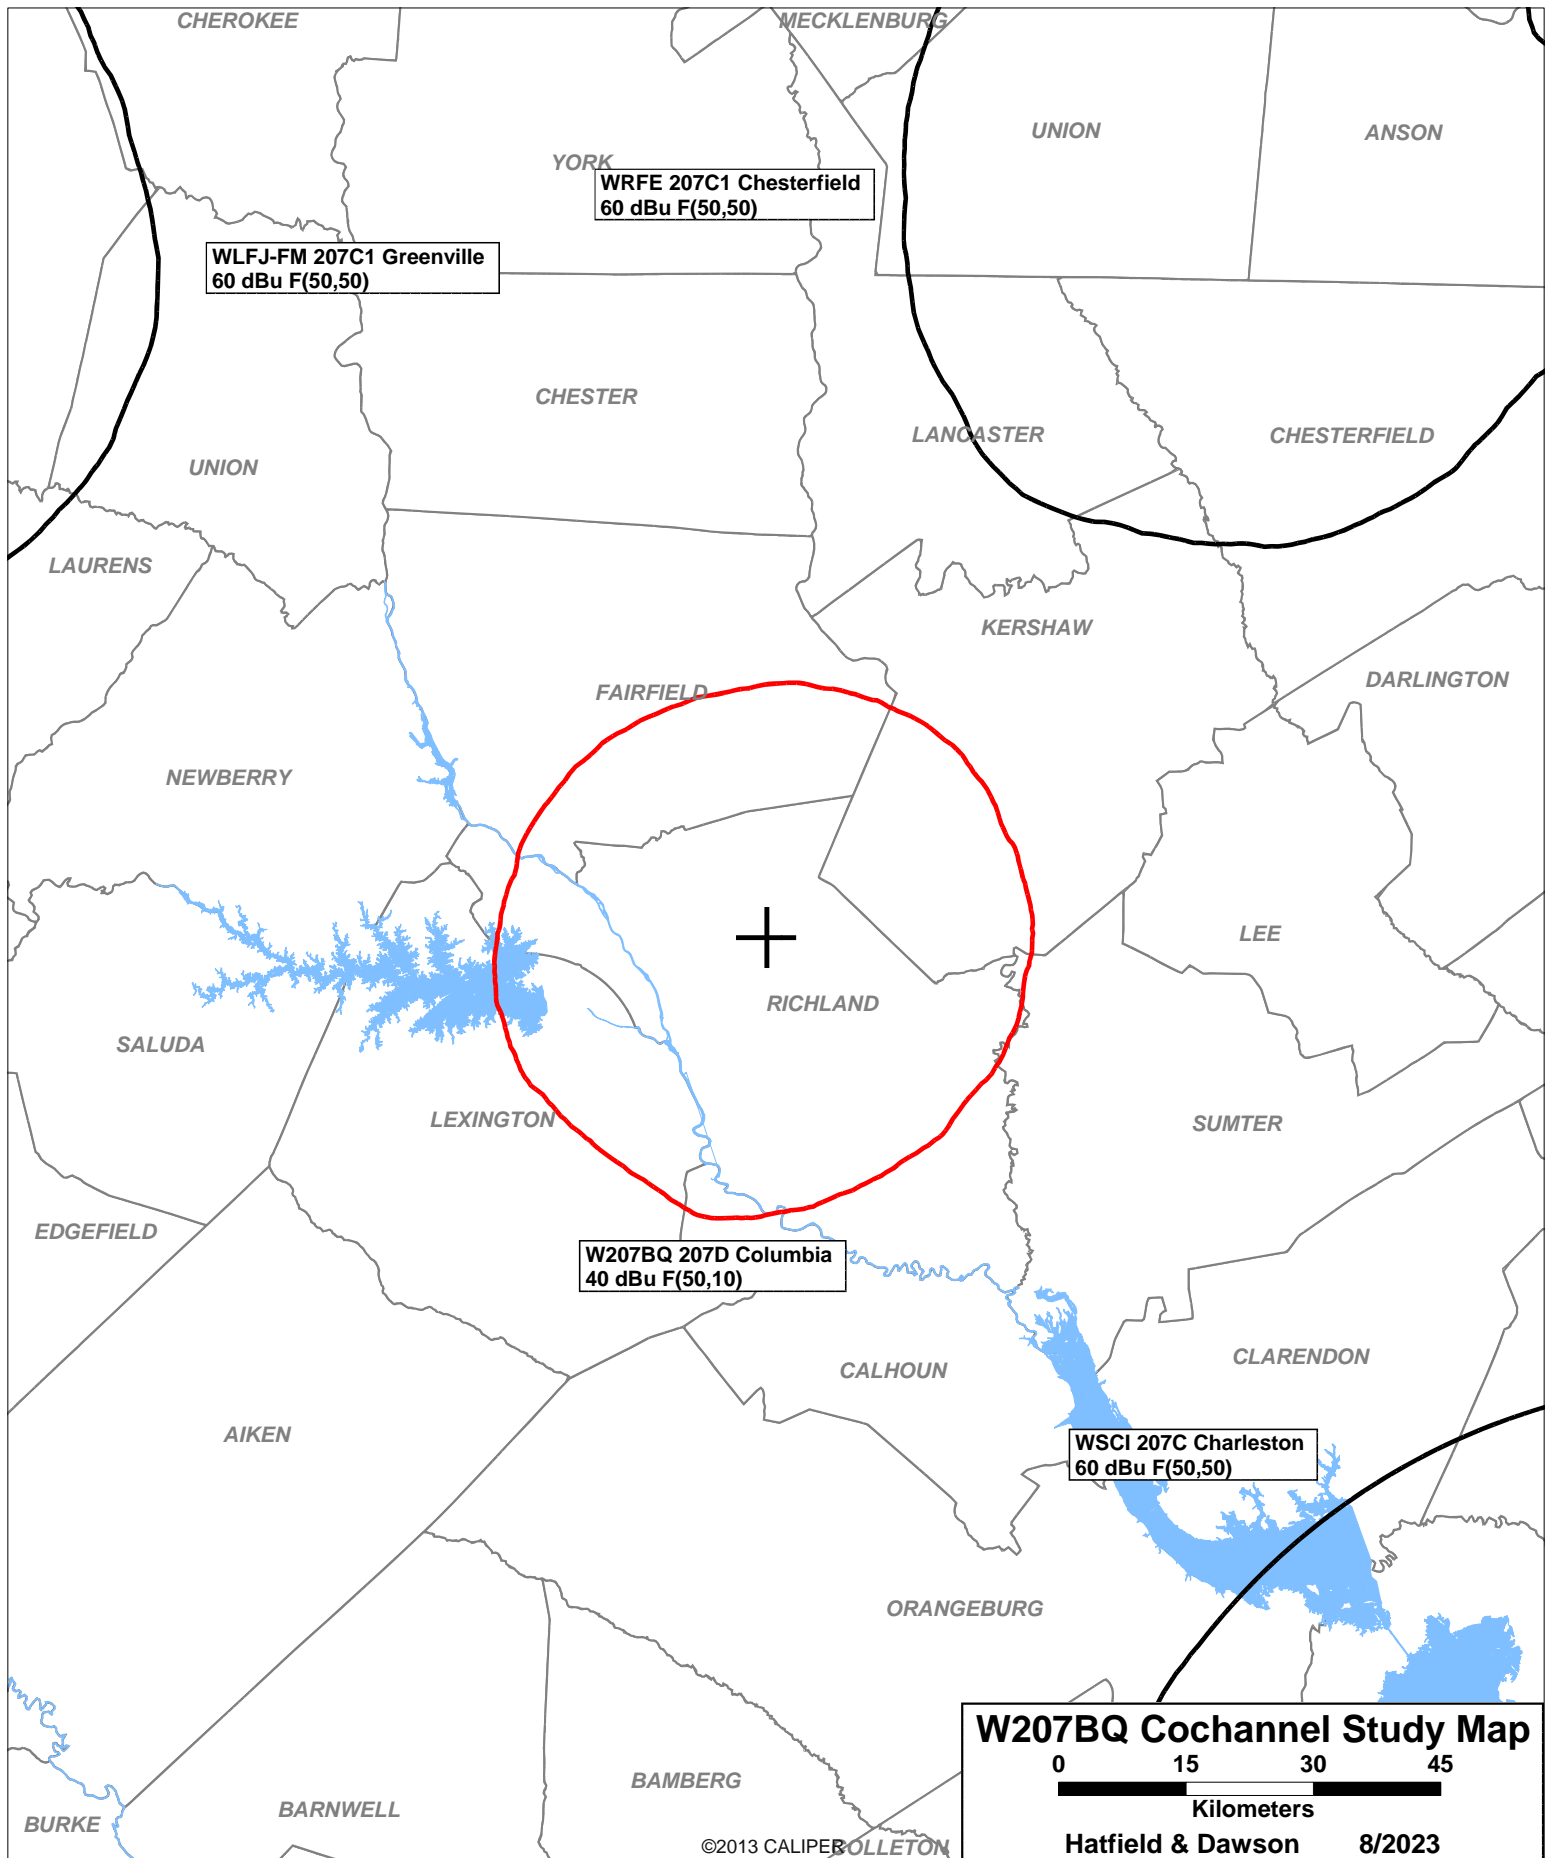 CHEROKEE
MECKLENBURG
UNION
ANSON
YORK
WRFE 207C1 Chesterfield
60 dBu F(50,50)
WLFJ-FM 207C1 Greenville
60 dBu F(50,50)
CHESTER
LANCASTER
CHESTERFIELD
UNION
LAURENS
KERSHAW
DARLINGTON
FAIRFIELD
NEWBERRY
LEE
RICHLAND
SALUDA
LEXINGTON
SUMTER
EDGEFIELD
W207BQ 207D Columbia
40 dBu F(50,10)
CLARENDON
CALHOUN
AIKEN
WSCI 207C Charleston
60 dBu F(50,50)
ORANGEBURG
W207BQ Cochannel Study Map
0 15 30 45
Kilometers
Hatfield & Dawson 8/2023
BAMBERG
BARNWELL
BURKE
©2013 CALIPER
COLLETON